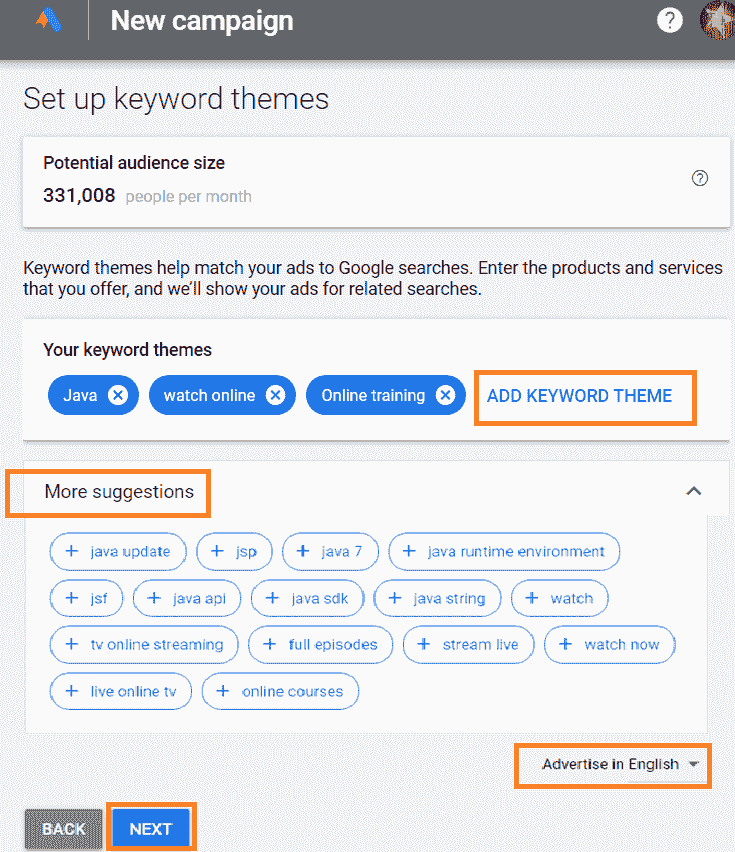 New campaign
?
Set up keyword themes
Potential audience size
331,008 people per month
?
Keyword themes help match your ads to Google searches. Enter the products and services
that you offer, and we'll show your ads for related searches.
Your keyword themes
Java watch online Online training ADD KEYWORD THEME
More suggestions
+ java update + jsp + java 7 + java runtime environment
+ jsf + java api + java sdk + java string + watch
+ tv online streaming + full episodes + stream live + watch now
+ live online tv + online courses
Advertise in English
BACK NEXT